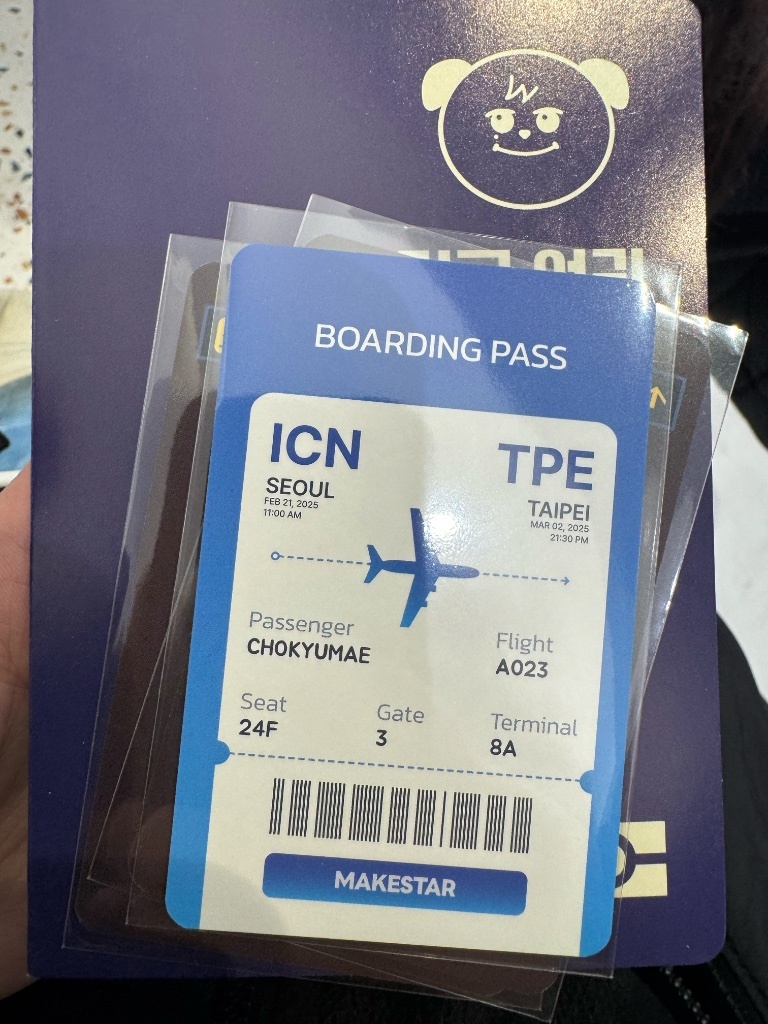 W
BOARDING PASS
ICN
TPE
SEOUL
TAIPEI
FEB 21, 2025
MAR 02, 2025
11:00 AM
21:30 PM
Passenger
Flight
CHOKYUMAE
A023
Seat
Gate
Terminal
24F
3
8A
MAKESTAR